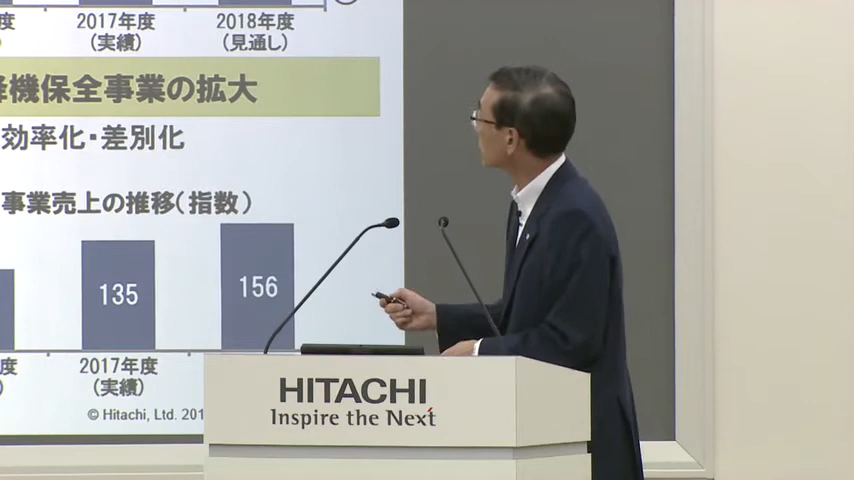 度 2017年度 2018年度
(実績) (見通し)
降機保全事業の拡大
効率化・差別化
事業売上の推移(指数)
135 156
度 2017年度
(実績)
© Hitachi, Ltd. 201
HITACHI
Inspire the Next